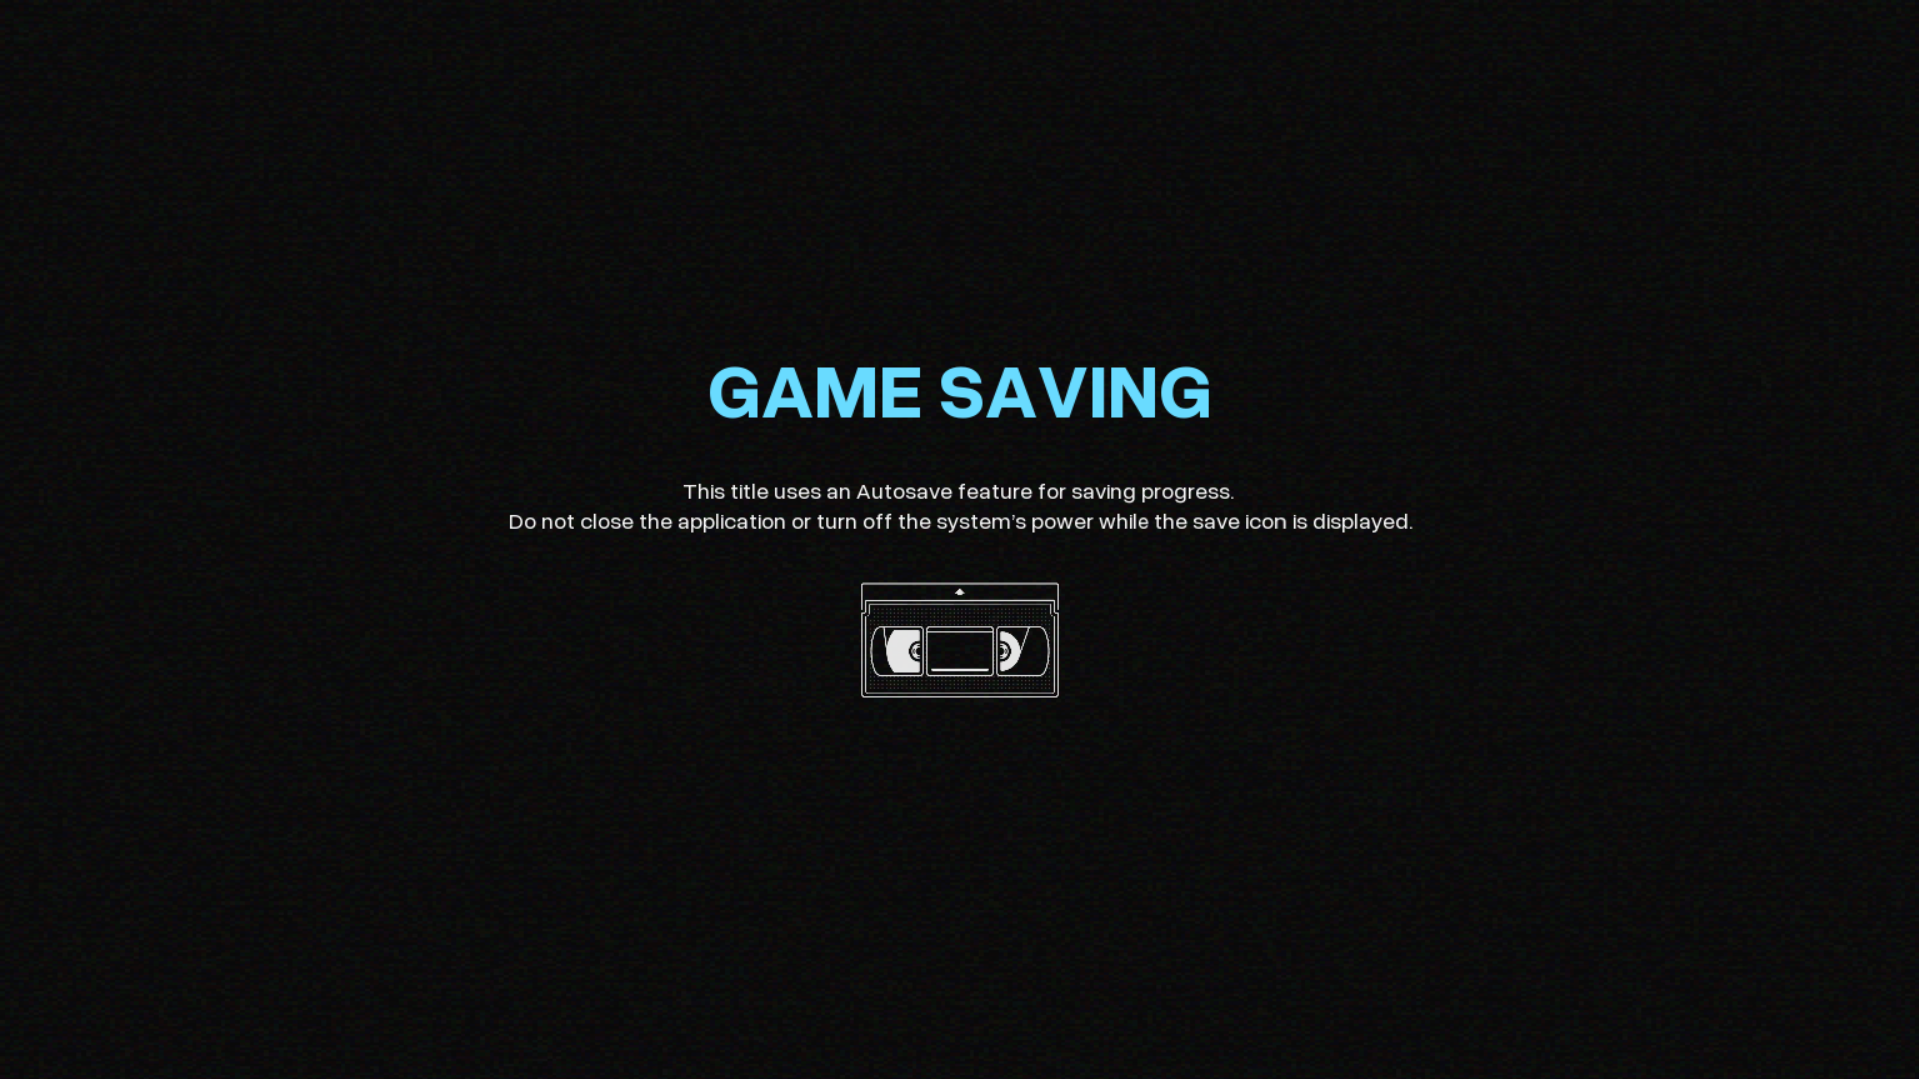 GAME SAVING
This title uses an Autosave feature for saving progress.
Do not close the application or turn off the system’s power while the save icon is displayed.